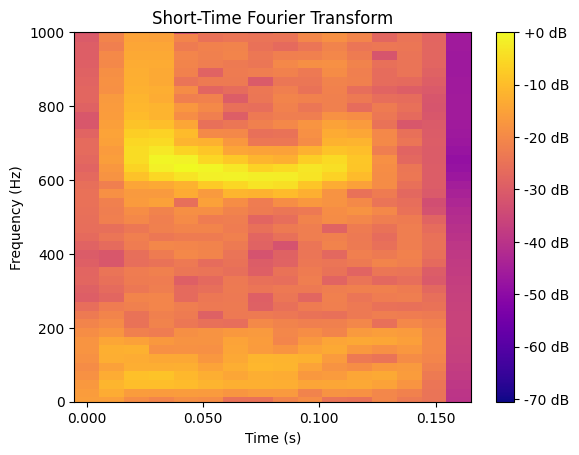 Short-Time Fourier Transform
1000
800
600
400
200
0
Frequency (Hz)
0.000
0.050
0.100
0.150
Time (s)
+0 dB
-10 dB
-20 dB
-30 dB
-40 dB
-50 dB
-60 dB
-70 dB